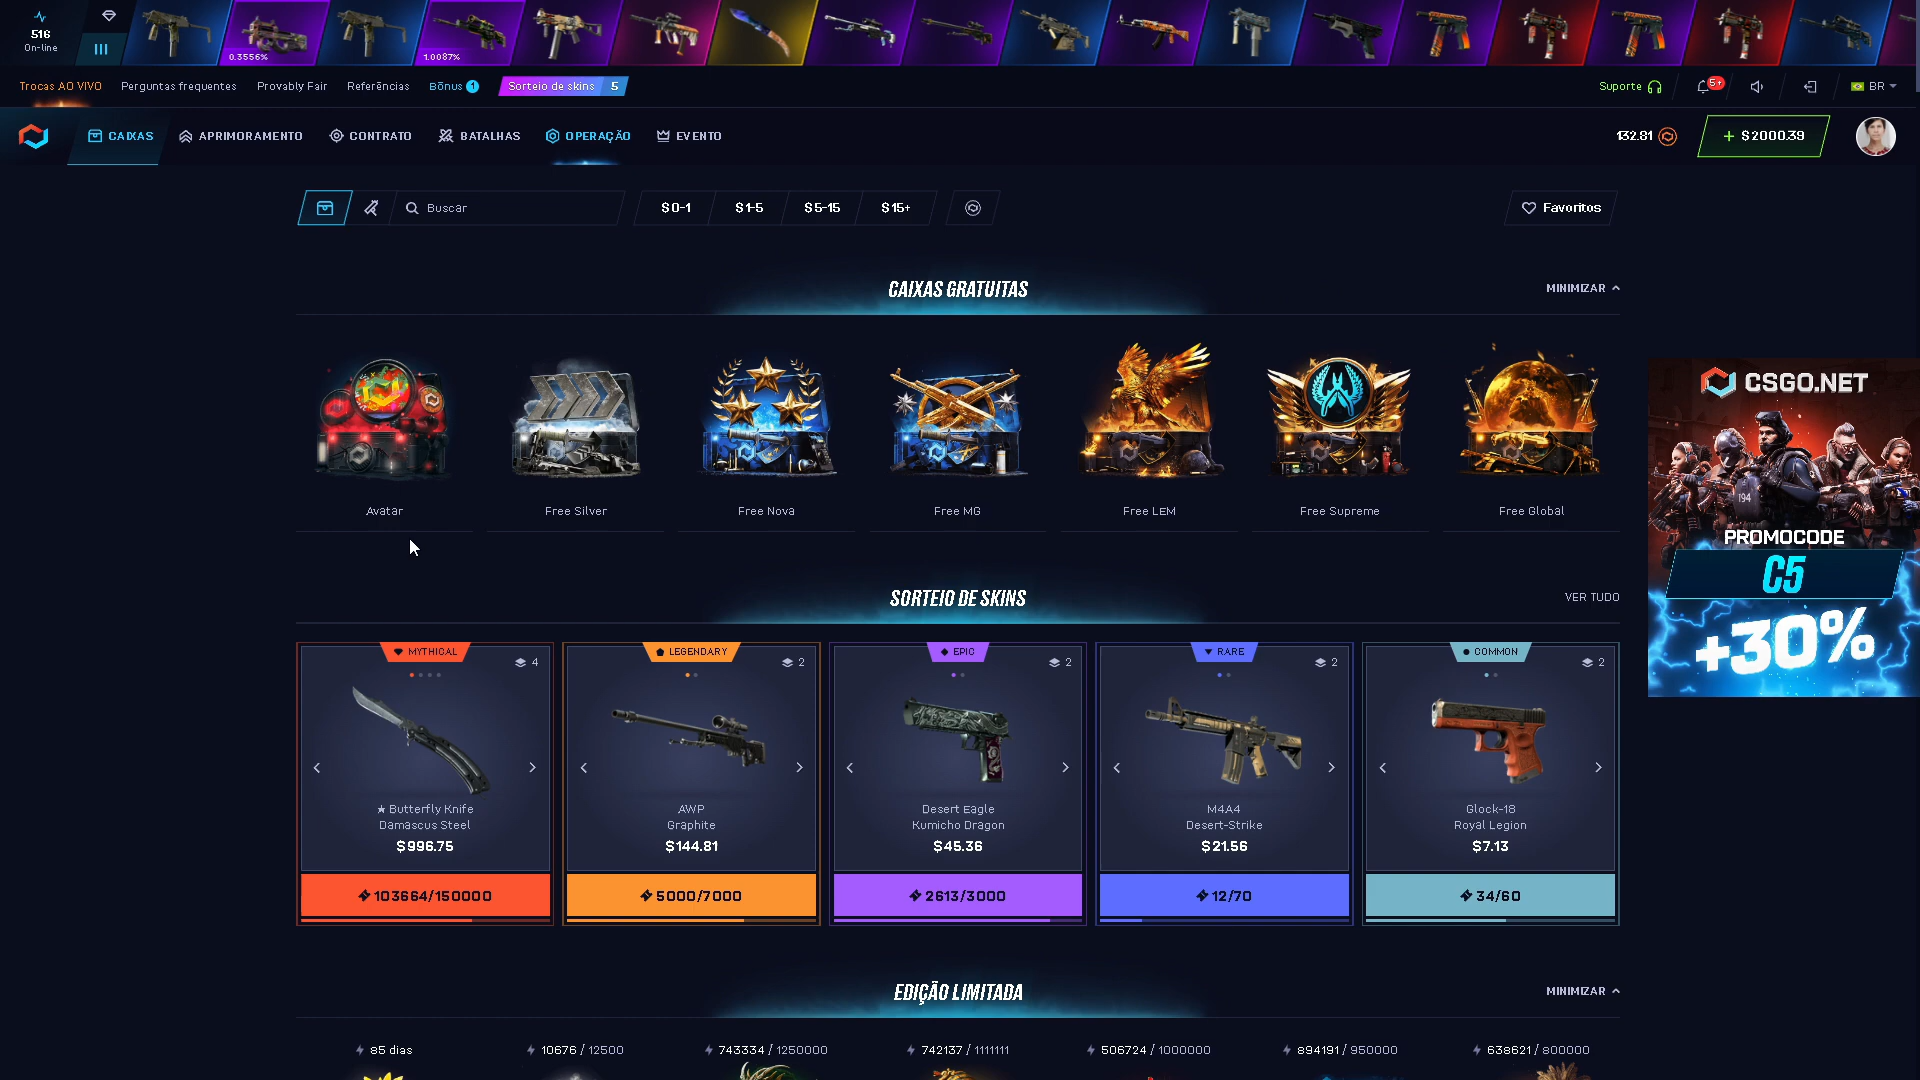 516
On-line
0.3556%
1.0087%
Trocas AO VIVO
Perguntas frequentes
Provably Fair
Referências
Bônus 1
Sorteio de skins 5
Suporte
5+
BR
CAIXAS
APRIMORAMENTO
CONTRATO
BATALHAS
OPERAÇÃO
EVENTO
132.81
+ $2000.39
Buscar
$0-1
$1-5
$5-15
$15+
Favoritos
CAIXAS GRATUITAS
MINIMIZAR
Avatar
Free Silver
Free Nova
Free MG
Free LEM
Free Supreme
Free Global
CSGO.NET
194
PROMOCODE
C5
+30%
SORTEIO DE SKINS
VER TUDO
MYTHICAL
4
★ Butterfly Knife
Damascus Steel
$996.75
103664/150000
LEGENDARY
2
AWP
Graphite
$144.81
5000/7000
EPIC
2
Desert Eagle
Kumicho Dragon
$45.36
2613/3000
RARE
2
M4A4
Desert-Strike
$21.56
12/70
COMMON
2
Glock-18
Royal Legion
$7.13
34/60
EDIÇÃO LIMITADA
MINIMIZAR
85 dias
10676 / 12500
743334 / 1250000
742137 / 1111111
506724 / 1000000
894191 / 950000
638621 / 800000